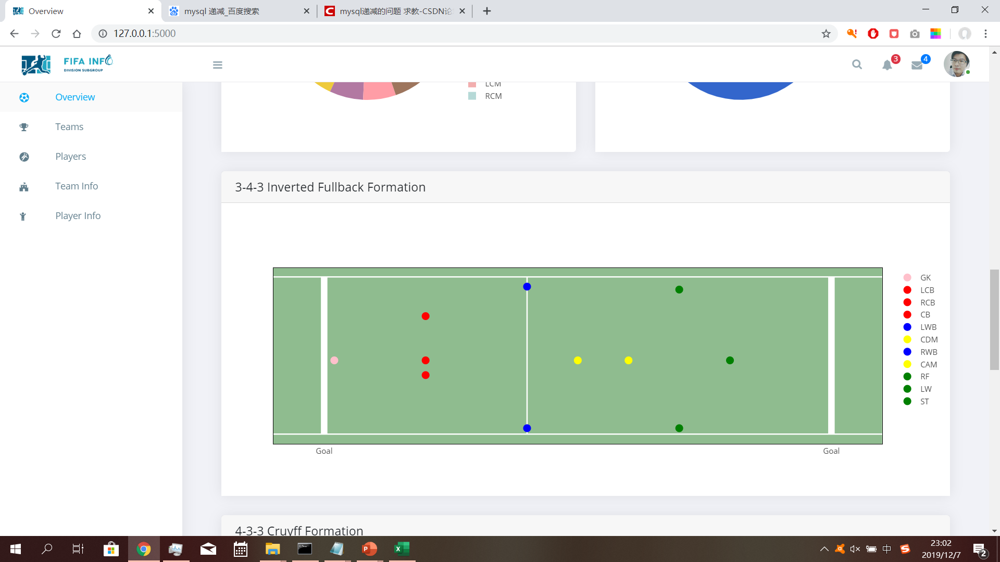 Overview
mysql 递减_百度搜索
mysql递减的问题 求教-CSDN论
127.0.0.1:5000
FIFA INFO
DIVISION SUBGROUP
3
4
Overview
Teams
Players
Team Info
Player Info
LCM
RCM
3-4-3 Inverted Fullback Formation
GK
LCB
RCB
CB
LWB
CDM
RWB
CAM
RF
LW
ST
Goal
Goal
4-3-3 Cruyff Formation
中
23:02
2019/12/7
2